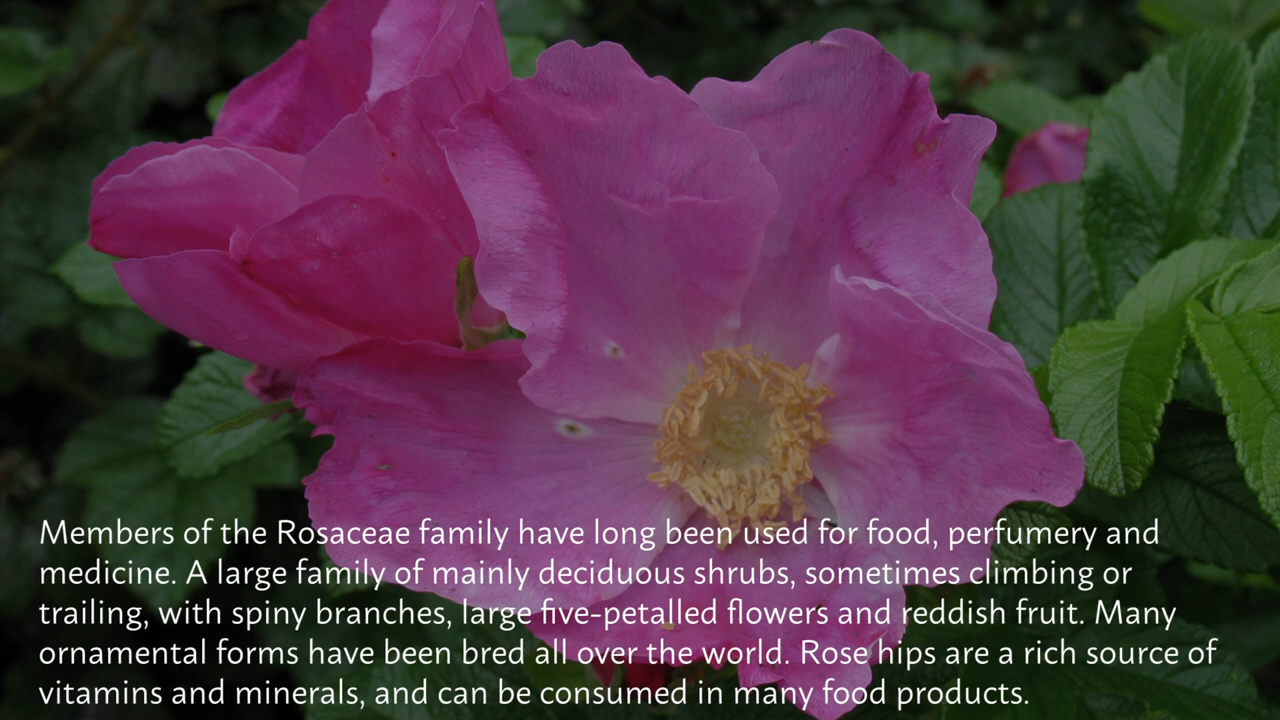 Members of the Rosaceae family have long been used for food, perfumery and
medicine. A large family of mainly deciduous shrubs, sometimes climbing or
trailing, with spiny branches, large five-petalled flowers and reddish fruit. Many
ornamental forms have been bred all over the world. Rose hips are a rich source of
vitamins and minerals, and can be consumed in many food products.